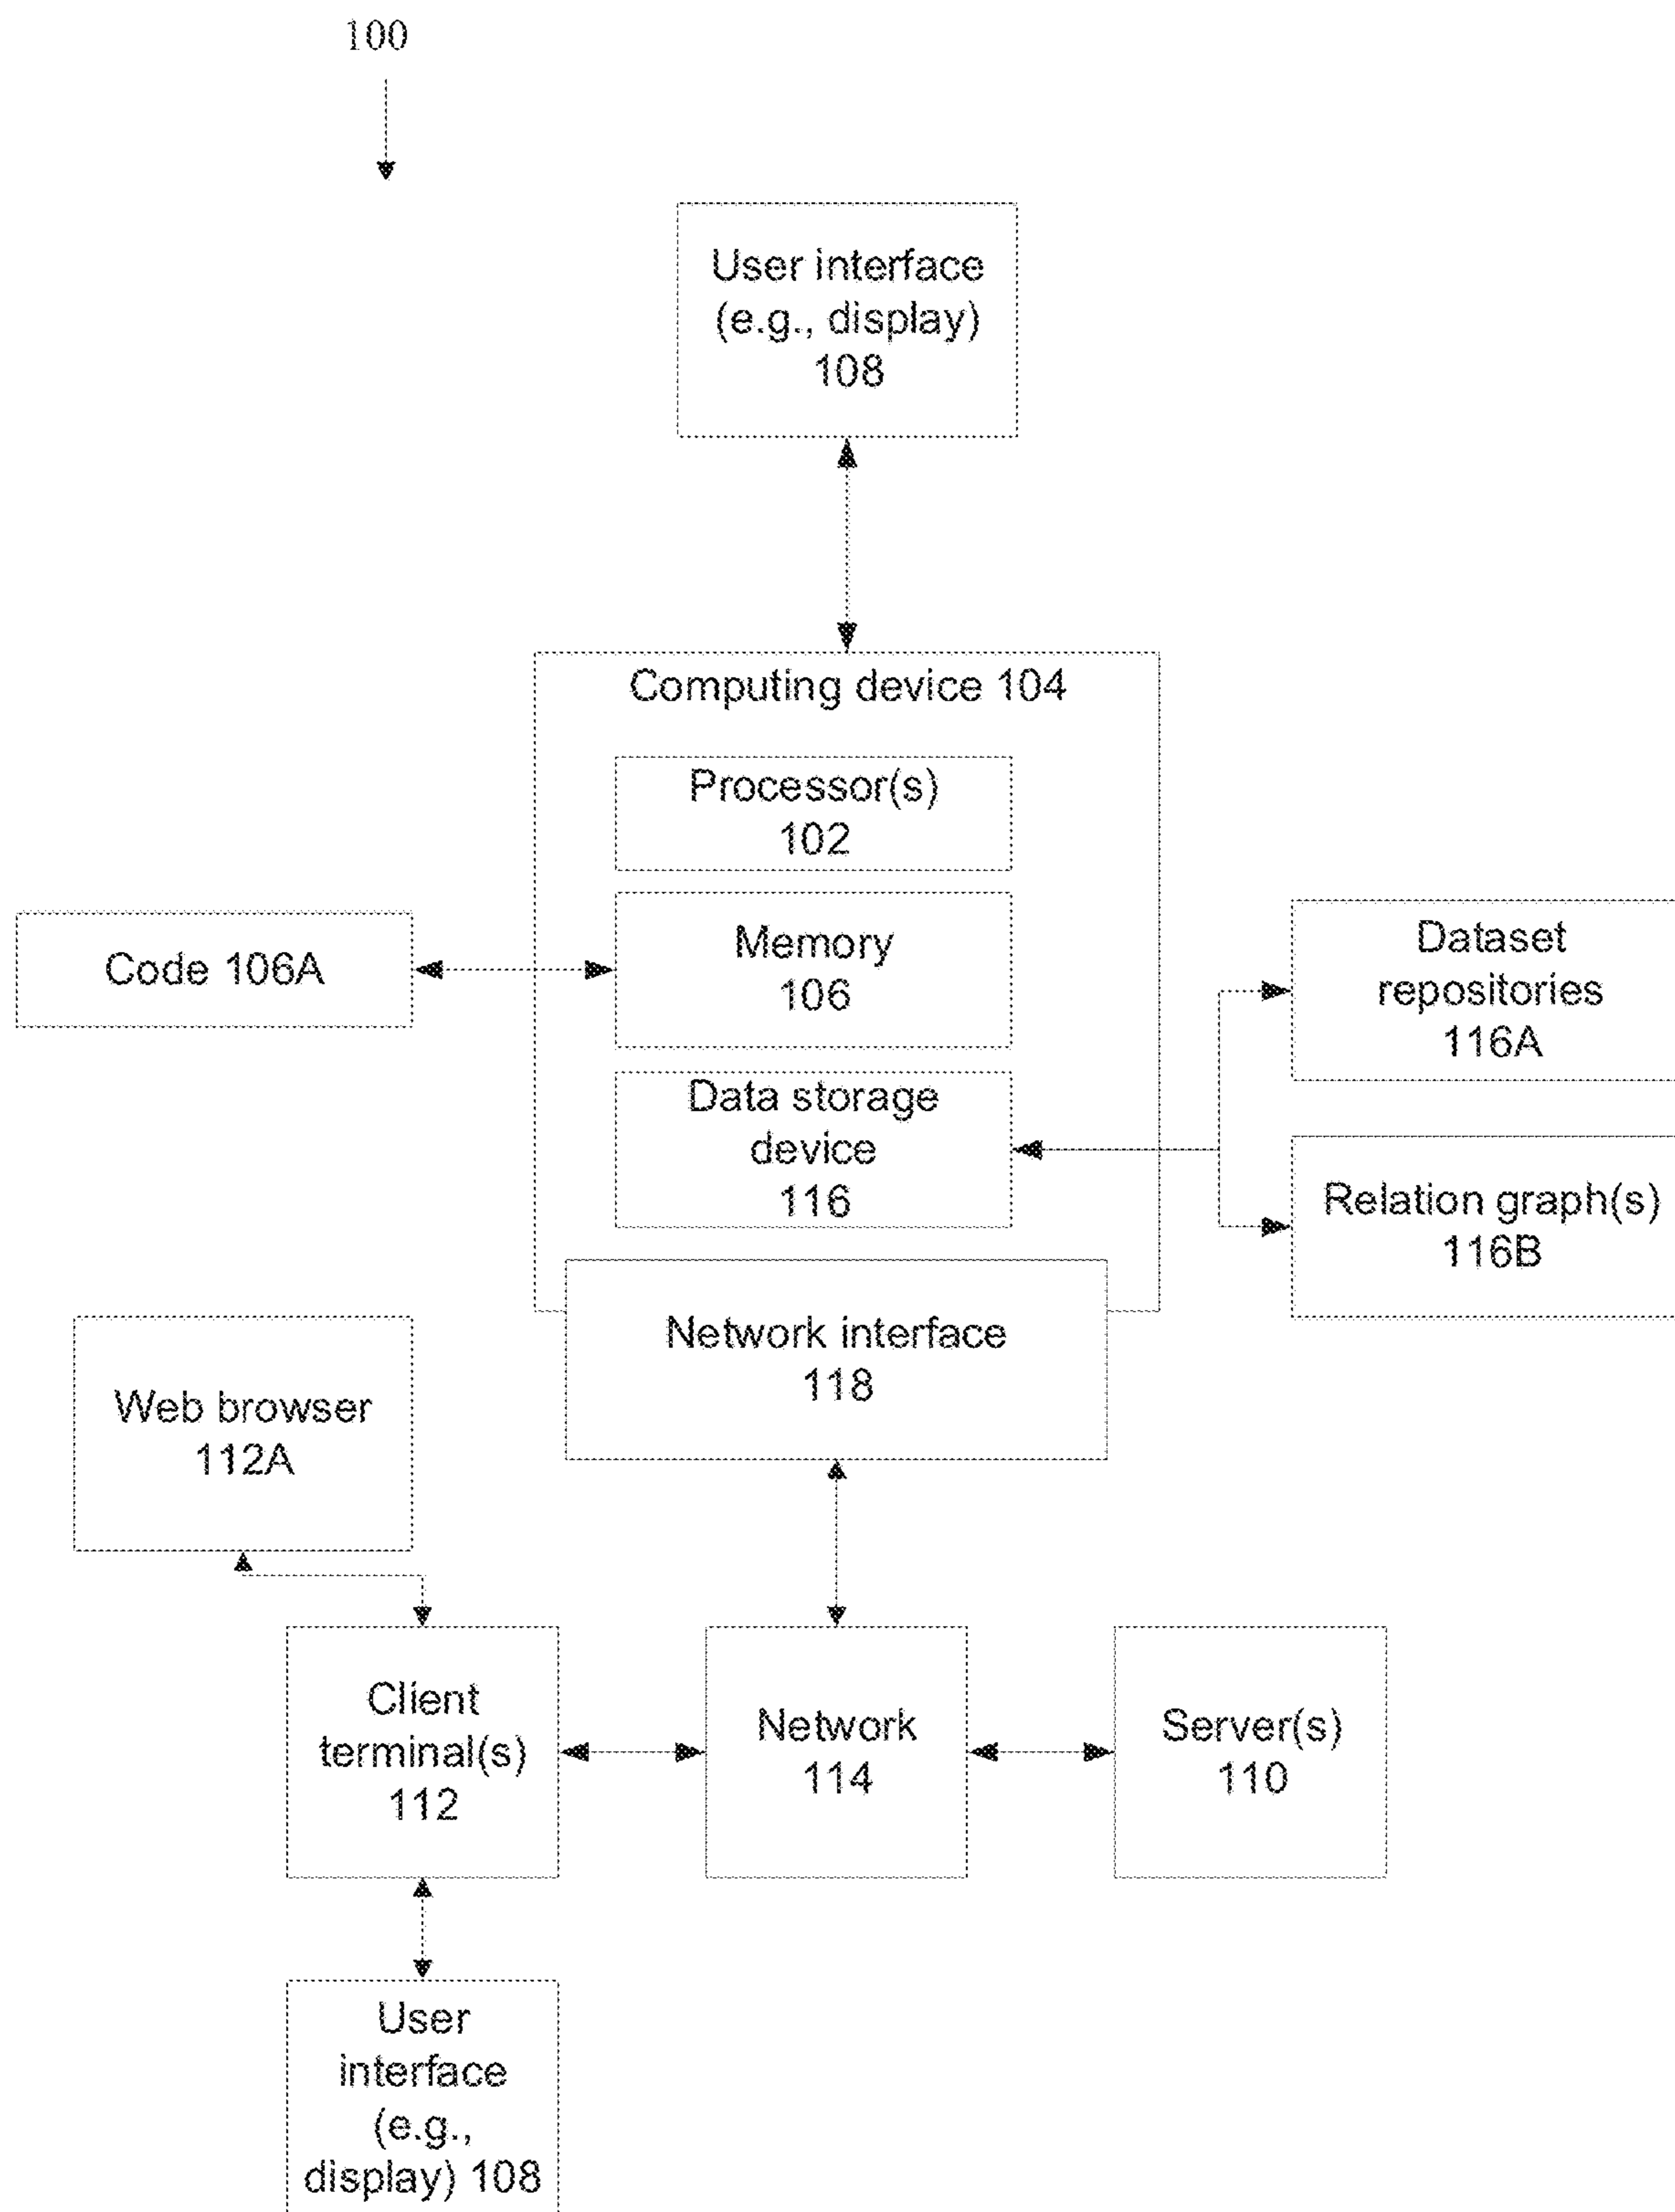 100
User interface
(e.g., display)
108
Computing device 104
Processor(s)
102
Memory
106
Code 106A
Data storage
device
116
Dataset
repositories
116A
Relation graph(s)
116B
Network interface
118
Web browser
112A
Client
terminal(s)
112
Network
114
Server(s)
110
User
interface
(e.g.,
display) 108